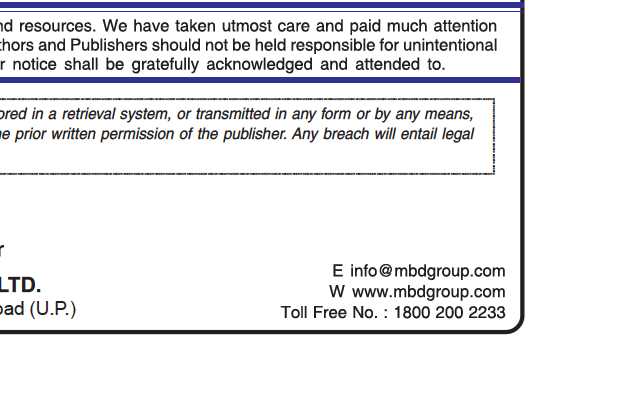 nd resources. We have taken utmost care and paid much attention
thors and Publishers should not be held responsible for unintentional
r notice shall be gratefully acknowledged and attended to.
ored in a retrieval system, or transmitted in any form or by any means,
e prior written permission of the publisher. Any breach will entail legal
r
LTD.
oad (U.P.)
E info@mbdgroup.com
W www.mbdgroup.com
Toll Free No. : 1800 200 2233